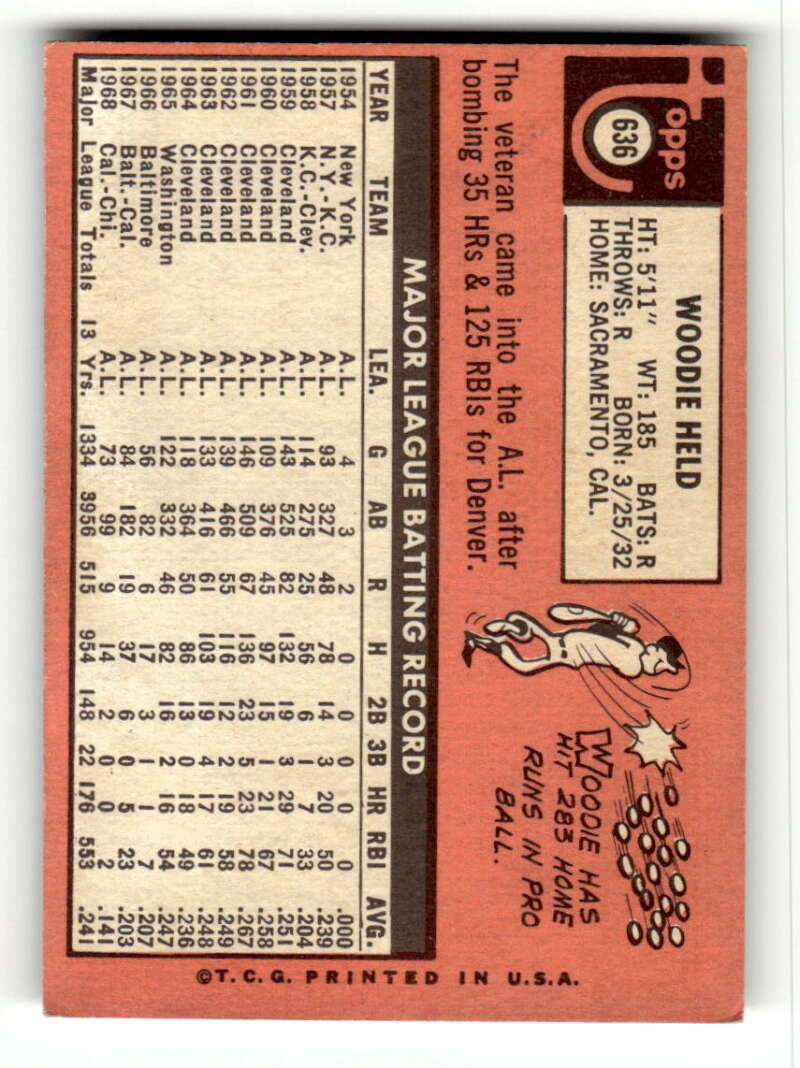 Topps
636
WOODIE HELD
HT: 5'11" WT: 185 BATS: R
THROWS: R BORN: 3/25/32
HOME: SACRAMENTO, CAL.
The veteran came into the A.L. after
bombing 35 HRs & 125 RBIs for Denver.
WOODIE HAS
HIT 283 HOME
RUNS IN PRO
BALL.
MAJOR LEAGUE BATTING RECORD
YEAR TEAM LEA. G AB R H 2B 3B HR RBI AVG.
1954 New York A.L. 4 3 2 0 0 0 0 0 .000
1957 N.Y.-K.C. A.L. 93 327 48 78 14 3 20 50 .239
1958 K.C.-Clev. A.L. 114 275 25 56 6 1 7 33 .204
1959 Cleveland A.L. 143 525 82 132 19 3 29 71 .251
1960 Cleveland A.L. 109 376 45 97 15 1 21 67 .258
1961 Cleveland A.L. 146 509 67 136 23 5 23 78 .267
1962 Cleveland A.L. 139 466 55 116 12 2 19 58 .249
1963 Cleveland A.L. 133 416 61 103 19 4 17 61 .248
1964 Cleveland A.L. 118 364 50 86 13 0 18 49 .236
1965 Washington A.L. 122 332 46 82 16 2 16 54 .247
1966 Baltimore A.L. 56 82 6 17 3 1 1 7 .207
1967 Balt.-Cal. A.L. 84 182 19 37 6 0 5 23 .203
1968 Cal.-Chi. A.L. 73 99 9 14 2 0 0 2 .141
Major League Totals 13 Yrs. 1334 3956 515 954 148 22 176 553 .241
©T.C.G. PRINTED IN U.S.A.